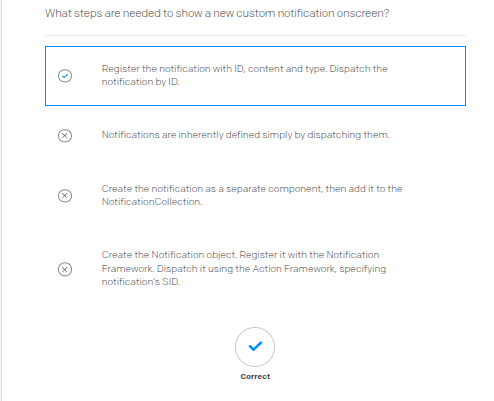 What steps are needed to show a new custom notification onscreen?
Register the notification with ID, content and type. Dispatch the
notification by ID.
Notifications are inherently defined simply by dispatching them.
Create the notification as a separate component, then add it to the
NotificationCollection.
Create the Notification object. Register it with the Notification
Framework. Dispatch it using the Action Framework, specifying
notification's SID.
Correct